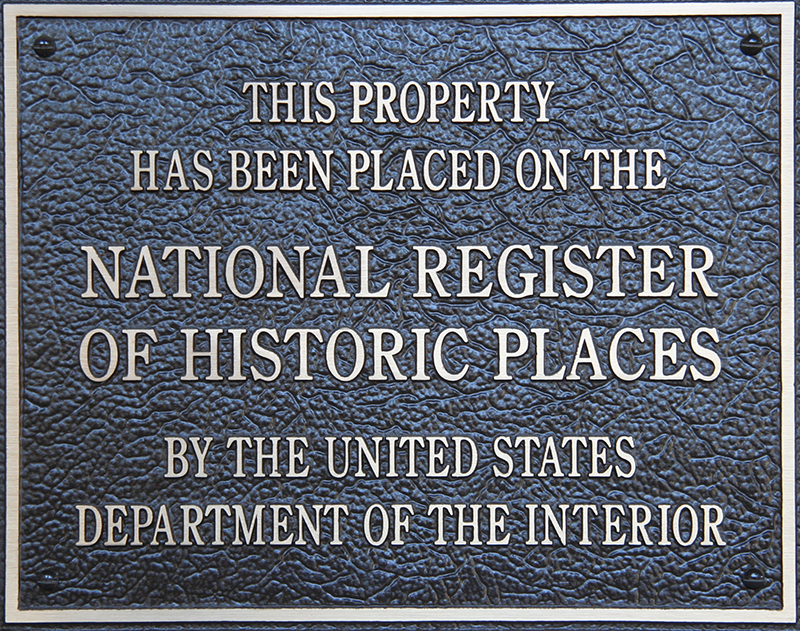 THIS PROPERTY
HAS BEEN PLACED ON THE
NATIONAL REGISTER
OF HISTORIC PLACES
BY THE UNITED STATES
DEPARTMENT OF THE INTERIOR